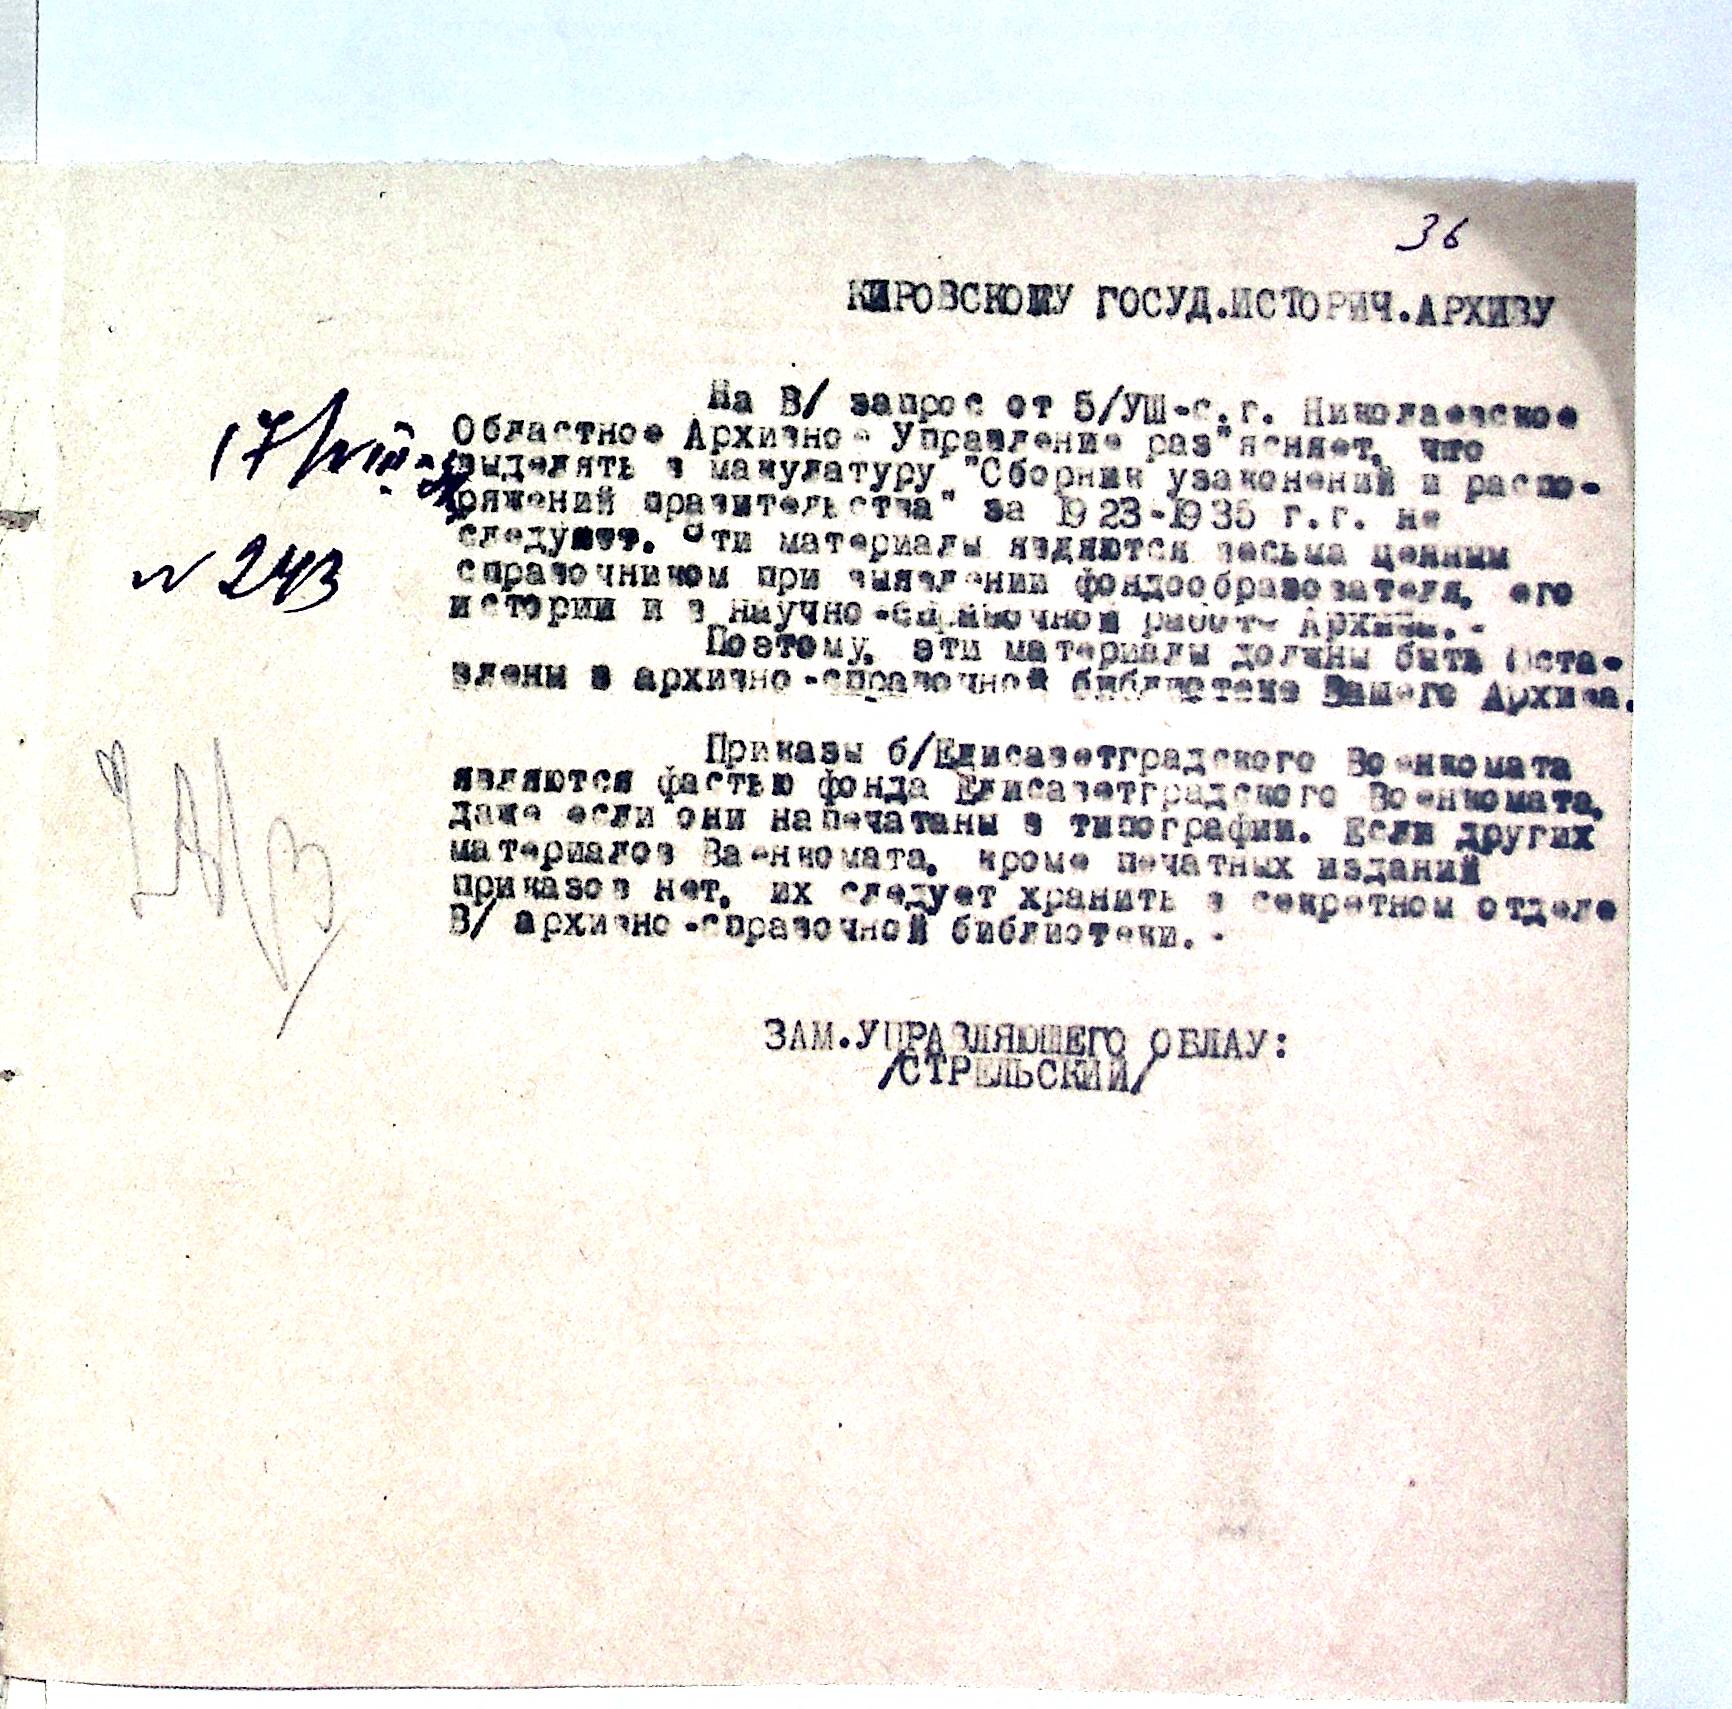 36
КИРОВСКОМУ ГОСУД.ИСТОРИЧ.АРХИВУ
На В/ запрос от 5/УШ-с.г. Николаевское
Областное Архивное Управление раз"ясняет, что
выделять в макулатуру "Сборник узаконений и распо-
ряжений правительства" за 1923-1935 г.г. не
следует. Эти материалы являются весьма ценным
справочником при выявлении фондообразователя, его
истории и в научно-справочной работе Архива.-
Поэтому, эти материалы должны быть оста-
влены в архивно-справочной библиотеке Вашего Архива.
17/
№ 243
Приказы б/Елисаветградского Военкомата
являются фастью фонда Елисаветградского Военкомата,
даже если они напечатаны в типографии. Если других
материалов Ваенкомата, кроме печатных изданий
приказов нет, их следует хранить в секретном отделе
В/ архивно-справочной библиотеки.-
ЗАМ.УПРАВЛЯЮШЕГО ОБЛАУ:
/СТРЕЛЬСКИЙ/